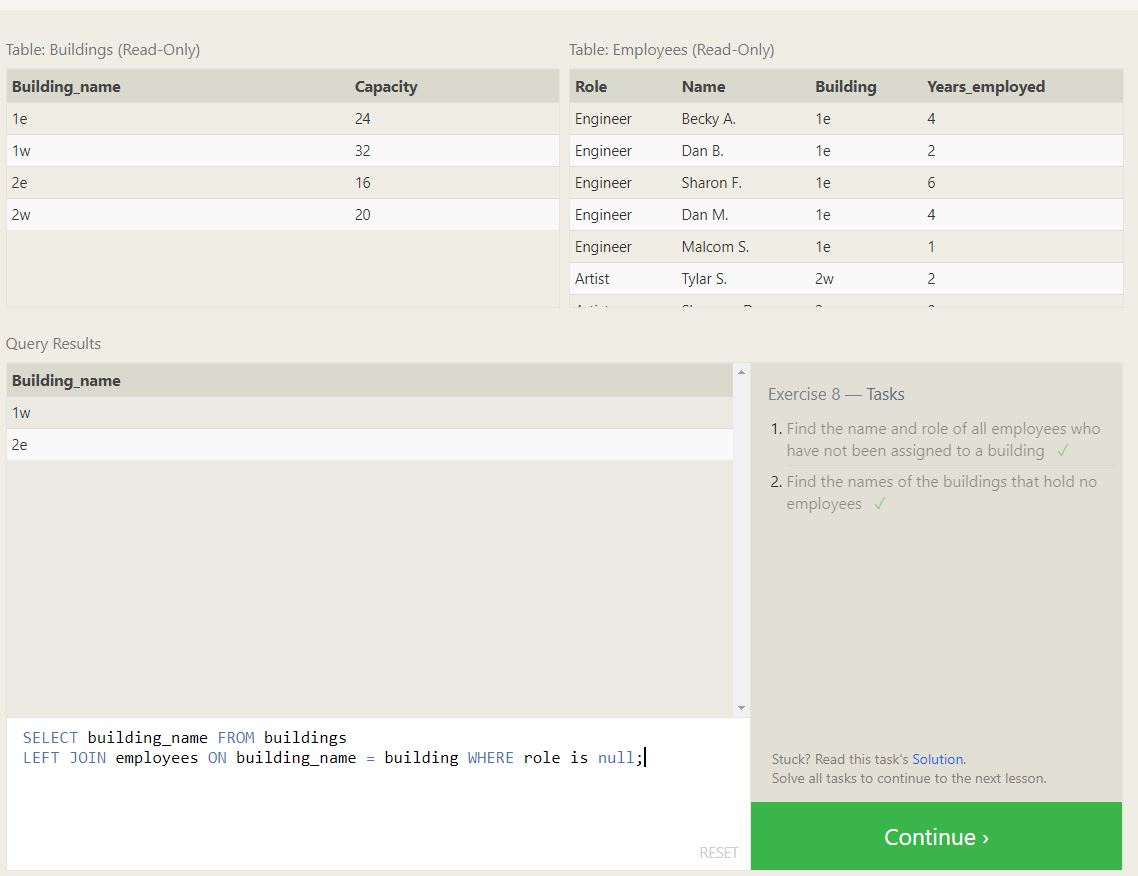 Table: Buildings (Read-Only)
Building_name Capacity
1e 24
1w 32
2e 16
2w 20
Table: Employees (Read-Only)
Role Name Building Years_employed
Engineer Becky A. 1e 4
Engineer Dan B. 1e 2
Engineer Sharon F. 1e 6
Engineer Dan M. 1e 4
Engineer Malcom S. 1e 1
Artist Tylar S. 2w 2
Query Results
Building_name
1w
2e
SELECT building_name FROM buildings
LEFT JOIN employees ON building_name = building WHERE role is null;
RESET
Exercise 8 — Tasks
1. Find the name and role of all employees who
have not been assigned to a building ✓
2. Find the names of the buildings that hold no
employees ✓
Stuck? Read this task's Solution.
Solve all tasks to continue to the next lesson.
Continue ›